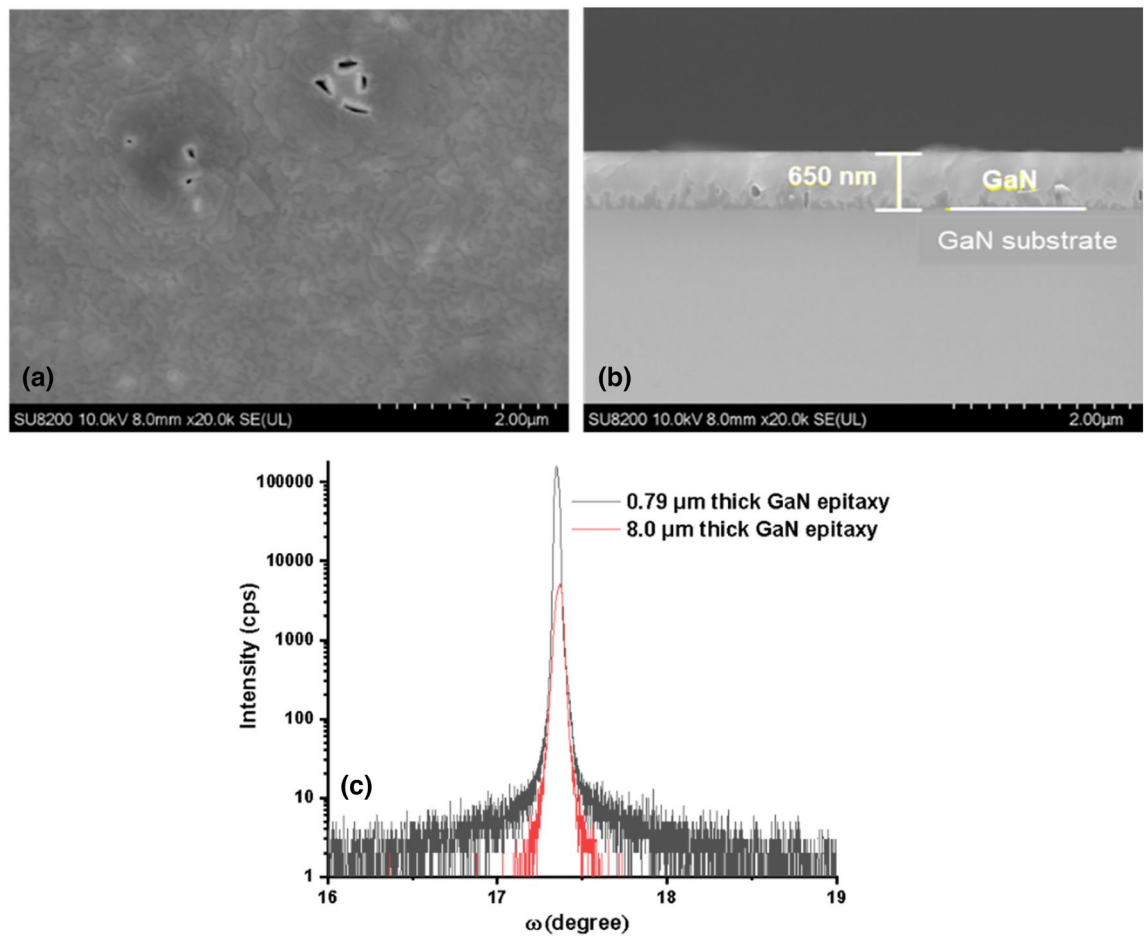 (a)
SU8200 10.0kV 8.0mm x20.0k SE(UL)
2.00µm
650 nm
GaN
GaN substrate
(b)
SU8200 10.0kV 8.0mm x20.0k SE(UL)
2.00µm
100000
10000
1000
100
10
1
Intensity (cps)
0.79 µm thick GaN epitaxy
8.0 µm thick GaN epitaxy
(c)
16
17
18
19
ω(degree)